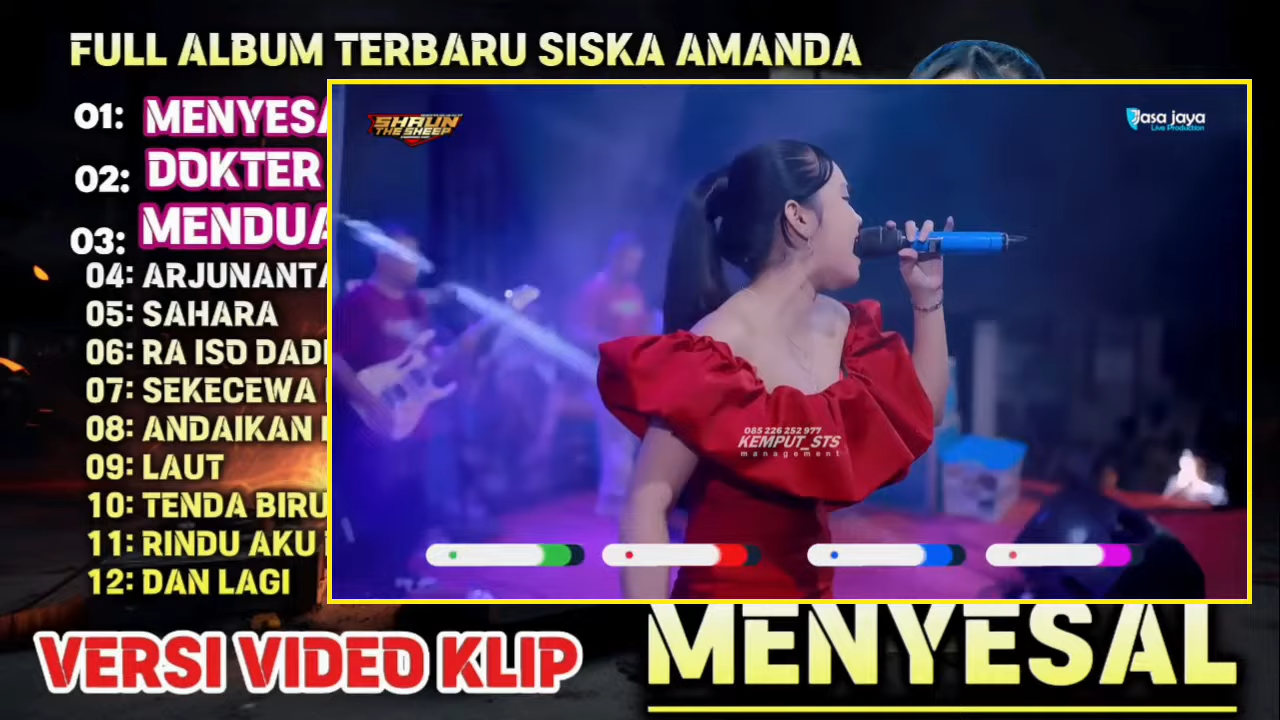 FULL ALBUM TERBARU SISKA AMANDA
01: MENYESA
02: DOKTER
03: MENDUA
04: ARJUNANTA
05: SAHARA
06: RA ISO DADI
07: SEKECEWA
08: ANDAIKAN
09: LAUT
10: TENDA BIRU
11: RINDU AKU
12: DAN LAGI
SHAUN
THE SHEEP
Jasa jaya
Live Production
085 226 252 977
KEMPUT_STS
management
VERSI VIDEO KLIP
MENYESAL